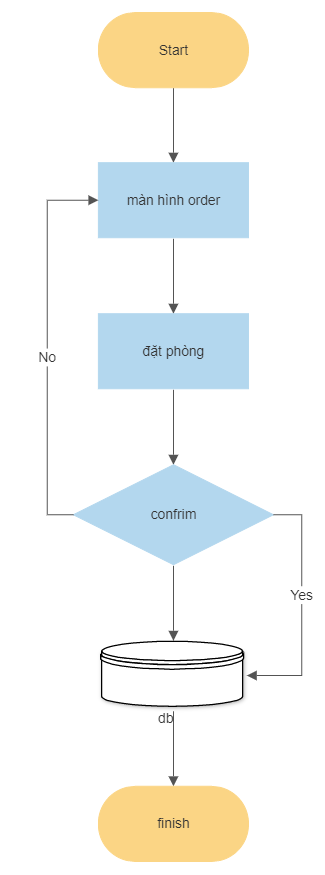 Start
màn hình order
đặt phòng
No
confrim
Yes
db
finish